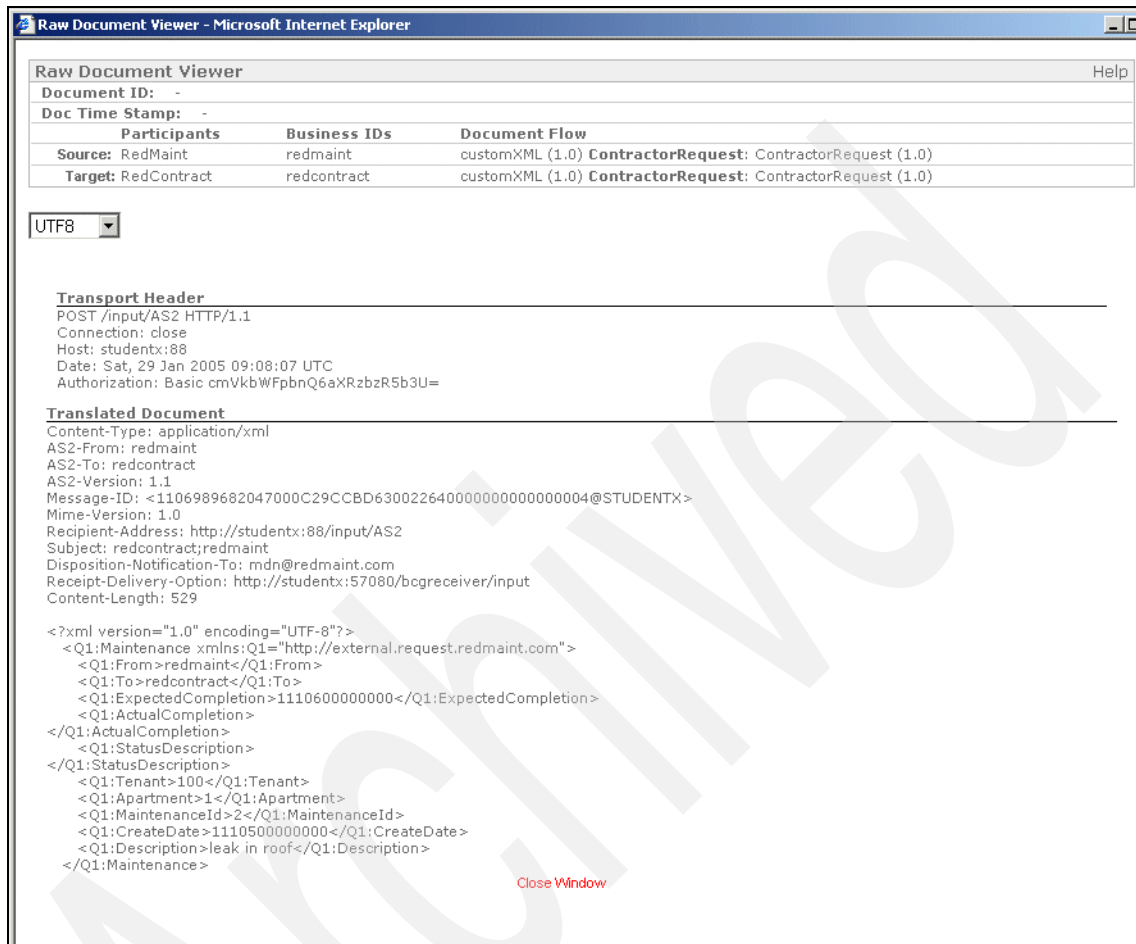 Raw Document Viewer - Microsoft Internet Explorer
Raw Document Viewer Help
Document ID: -
Doc Time Stamp: -
Participants Business IDs Document Flow
Source: RedMaint redmaint customXML (1.0) ContractorRequest: ContractorRequest (1.0)
Target: RedContract redcontract customXML (1.0) ContractorRequest: ContractorRequest (1.0)
UTF8
Transport Header
POST /input/AS2 HTTP/1.1
Connection: close
Host: studentx:88
Date: Sat, 29 Jan 2005 09:08:07 UTC
Authorization: Basic cmVkbWFpbnQ6aXRzbzR5b3U=
Translated Document
Content-Type: application/xml
AS2-From: redmaint
AS2-To: redcontract
AS2-Version: 1.1
Message-ID: <1106989682047000C29CCBD6300226400000000000000004@STUDENTX>
Mime-Version: 1.0
Recipient-Address: http://studentx:88/input/AS2
Subject: redcontract;redmaint
Disposition-Notification-To: mdn@redmaint.com
Receipt-Delivery-Option: http://studentx:57080/bcgreceiver/input
Content-Length: 529
<?xml version="1.0" encoding="UTF-8"?>
<Q1:Maintenance xmlns:Q1="http://external.request.redmaint.com">
<Q1:From>redmaint</Q1:From>
<Q1:To>redcontract</Q1:To>
<Q1:ExpectedCompletion>1110600000000</Q1:ExpectedCompletion>
<Q1:ActualCompletion>
</Q1:ActualCompletion>
<Q1:StatusDescription>
</Q1:StatusDescription>
<Q1:Tenant>100</Q1:Tenant>
<Q1:Apartment>1</Q1:Apartment>
<Q1:MaintenanceId>2</Q1:MaintenanceId>
<Q1:CreateDate>1110500000000</Q1:CreateDate>
<Q1:Description>leak in roof</Q1:Description>
</Q1:Maintenance>
Close Window
Archived